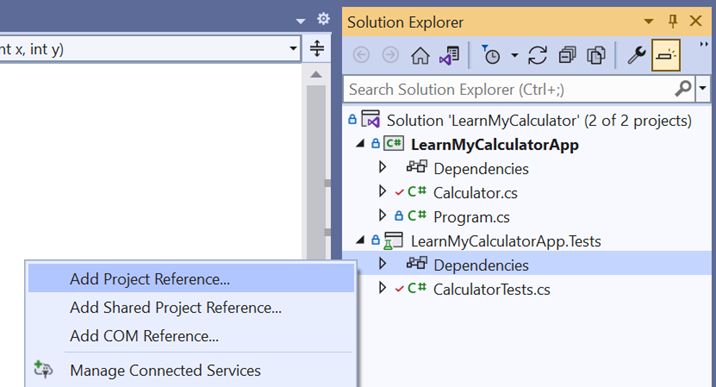 Solution Explorer
nt x, int y)
Search Solution Explorer (Ctrl+;)
Solution 'LearnMyCalculator' (2 of 2 projects)
C# LearnMyCalculatorApp
Dependencies
C# Calculator.cs
C# Program.cs
LearnMyCalculatorApp.Tests
Dependencies
C# CalculatorTests.cs
Add Project Reference...
Add Shared Project Reference...
Add COM Reference...
Manage Connected Services